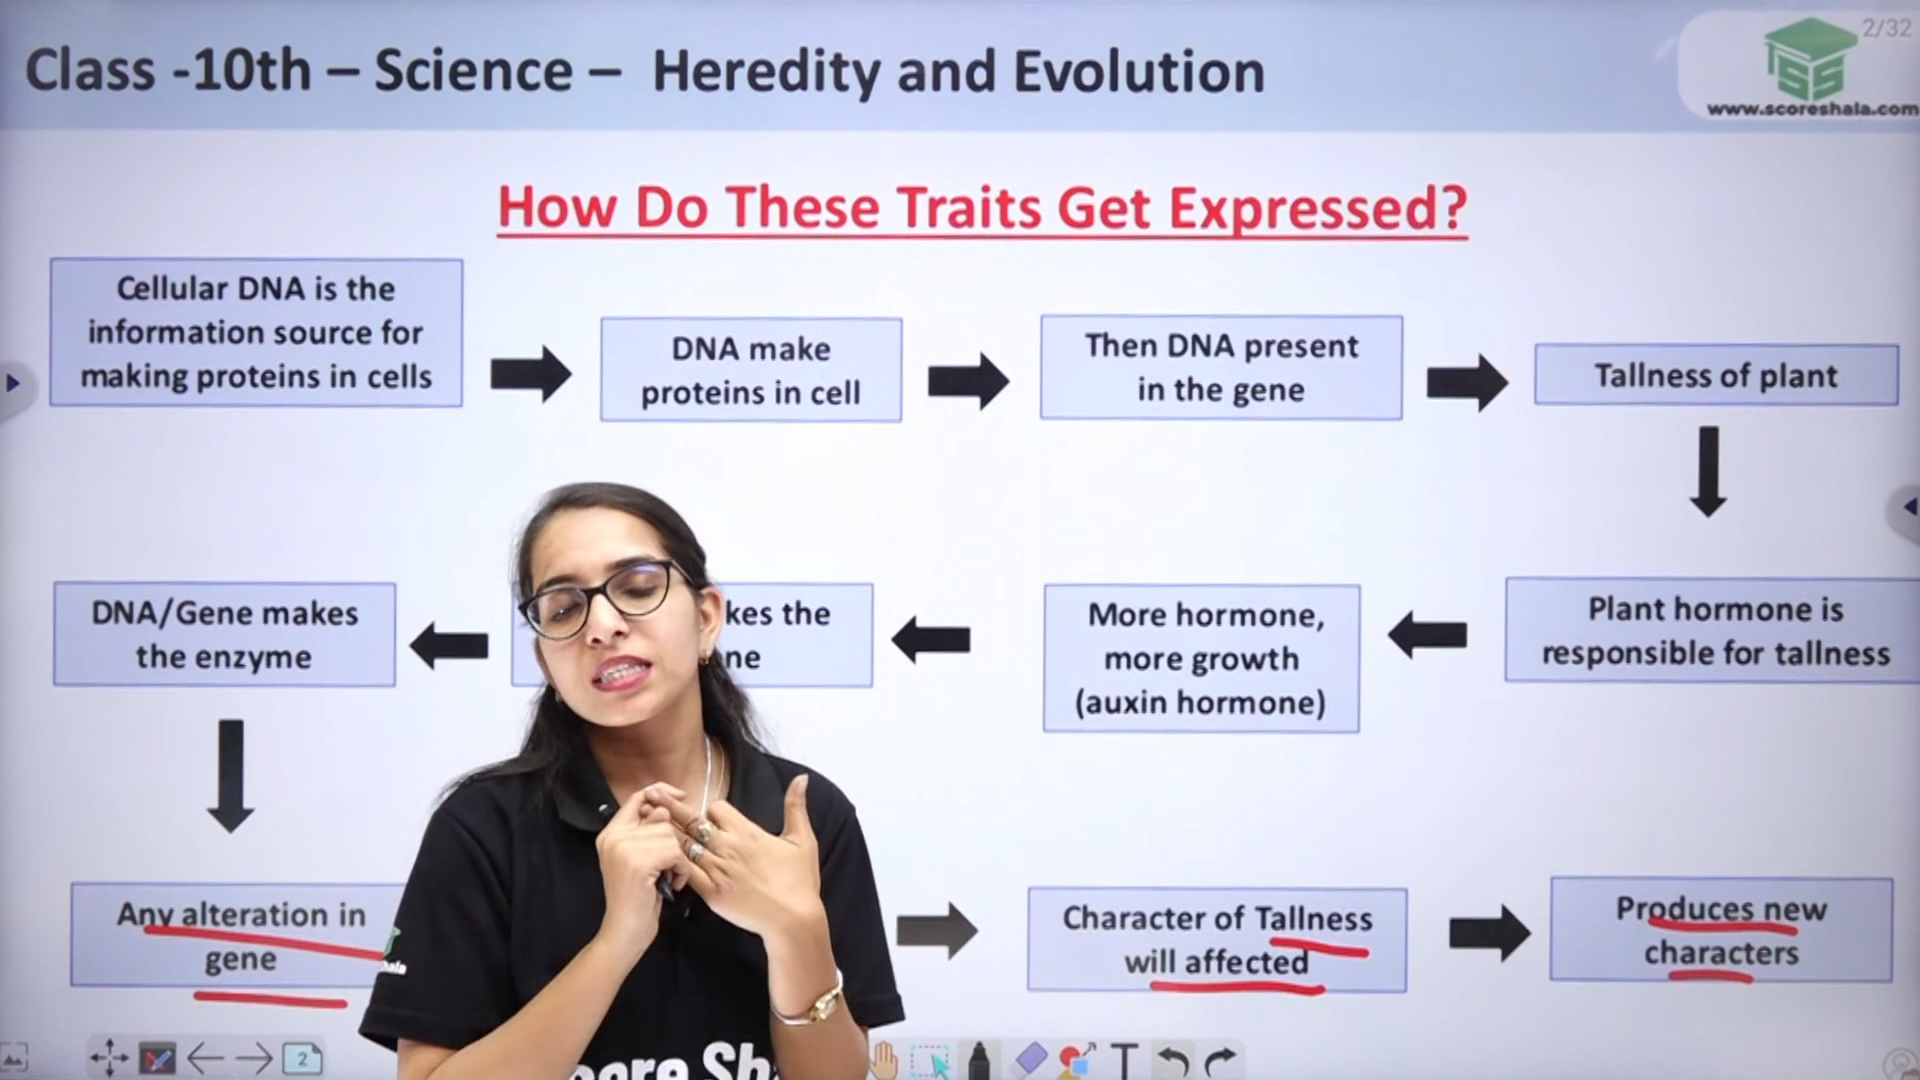 Class -10th – Science – Heredity and Evolution
2/32
www.scoreshala.com
How Do These Traits Get Expressed?
Cellular DNA is the
information source for
making proteins in cells
DNA make
proteins in cell
Then DNA present
in the gene
Tallness of plant
Plant hormone is
responsible for tallness
More hormone,
more growth
(auxin hormone)
the
DNA/Gene makes
the enzyme
Any alteration in
gene
Character of Tallness
will affected
Produces new
characters
2
T